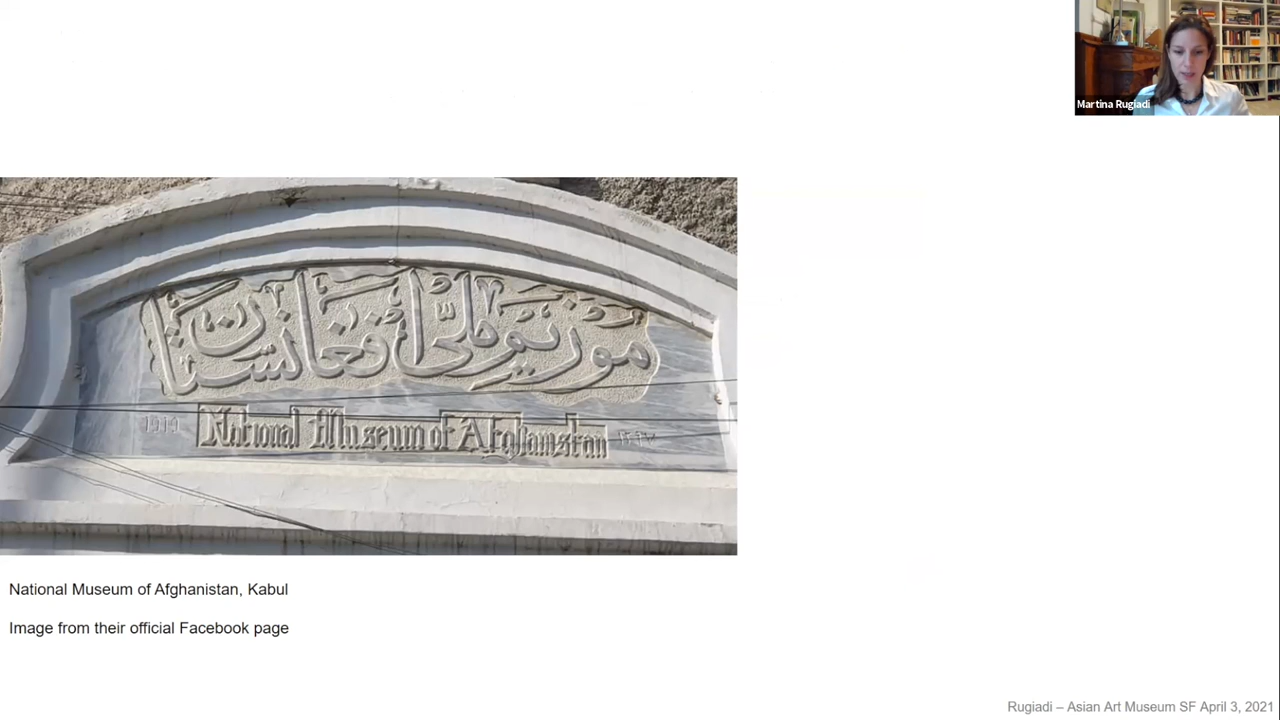 Martina Rugiadi
موزیم ملّی افغانستان
National Museum of Afghanistan
National Museum of Afghanistan, Kabul
Image from their official Facebook page
Rugiadi – Asian Art Museum SF April 3, 2021